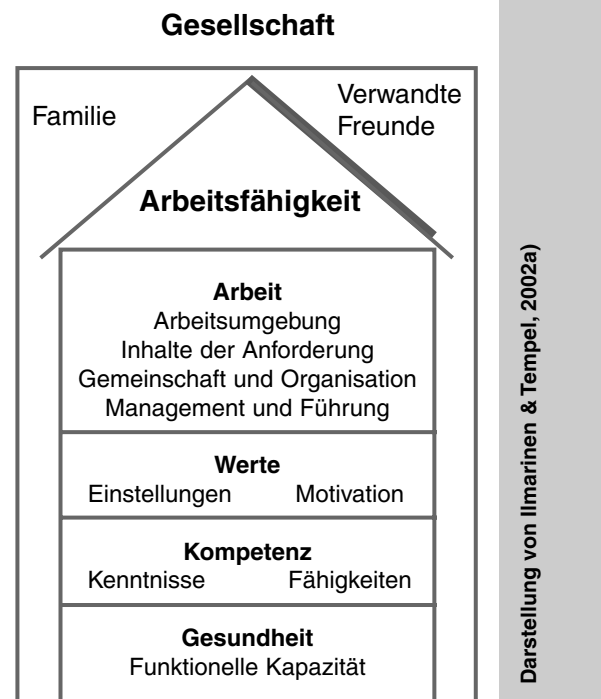 Gesellschaft
Familie
Verwandte
Freunde
Arbeitsfähigkeit
Arbeit
Arbeitsumgebung
Inhalte der Anforderung
Gemeinschaft und Organisation
Management und Führung
Werte
Einstellungen Motivation
Kompetenz
Kenntnisse Fähigkeiten
Gesundheit
Funktionelle Kapazität
Darstellung von Ilmarinen & Tempel, 2002a)